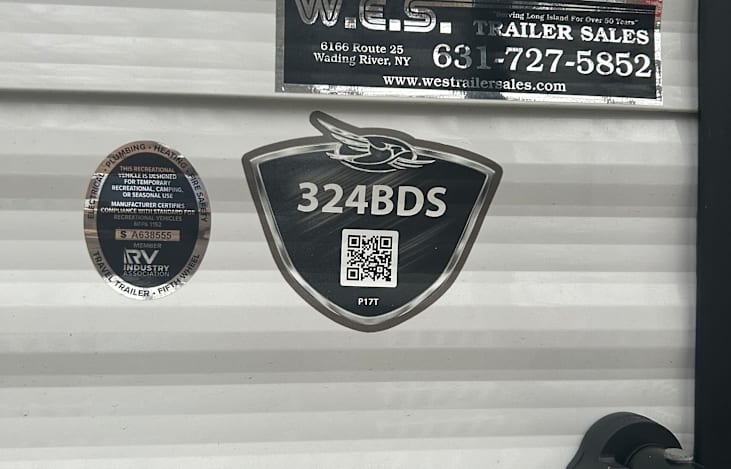 W.E.S.
"Serving Long Island For Over 50 Years"
TRAILER SALES
6166 Route 25
Wading River, NY
631-727-5852
www.westrailersales.com
ELECTRICAL • PLUMBING • HEATING • FIRE SAFETY
THIS RECREATIONAL
VEHICLE IS DESIGNED
FOR TEMPORARY
RECREATIONAL, CAMPING,
OR SEASONAL USE
MANUFACTURER CERTIFIES
COMPLIANCE WITH STANDARD FOR
RECREATIONAL VEHICLES
NFPA 1192
S A638555
MEMBER
RV
INDUSTRY
ASSOCIATION
TRAVEL TRAILER • FIFTH WHEEL
324BDS
P17T